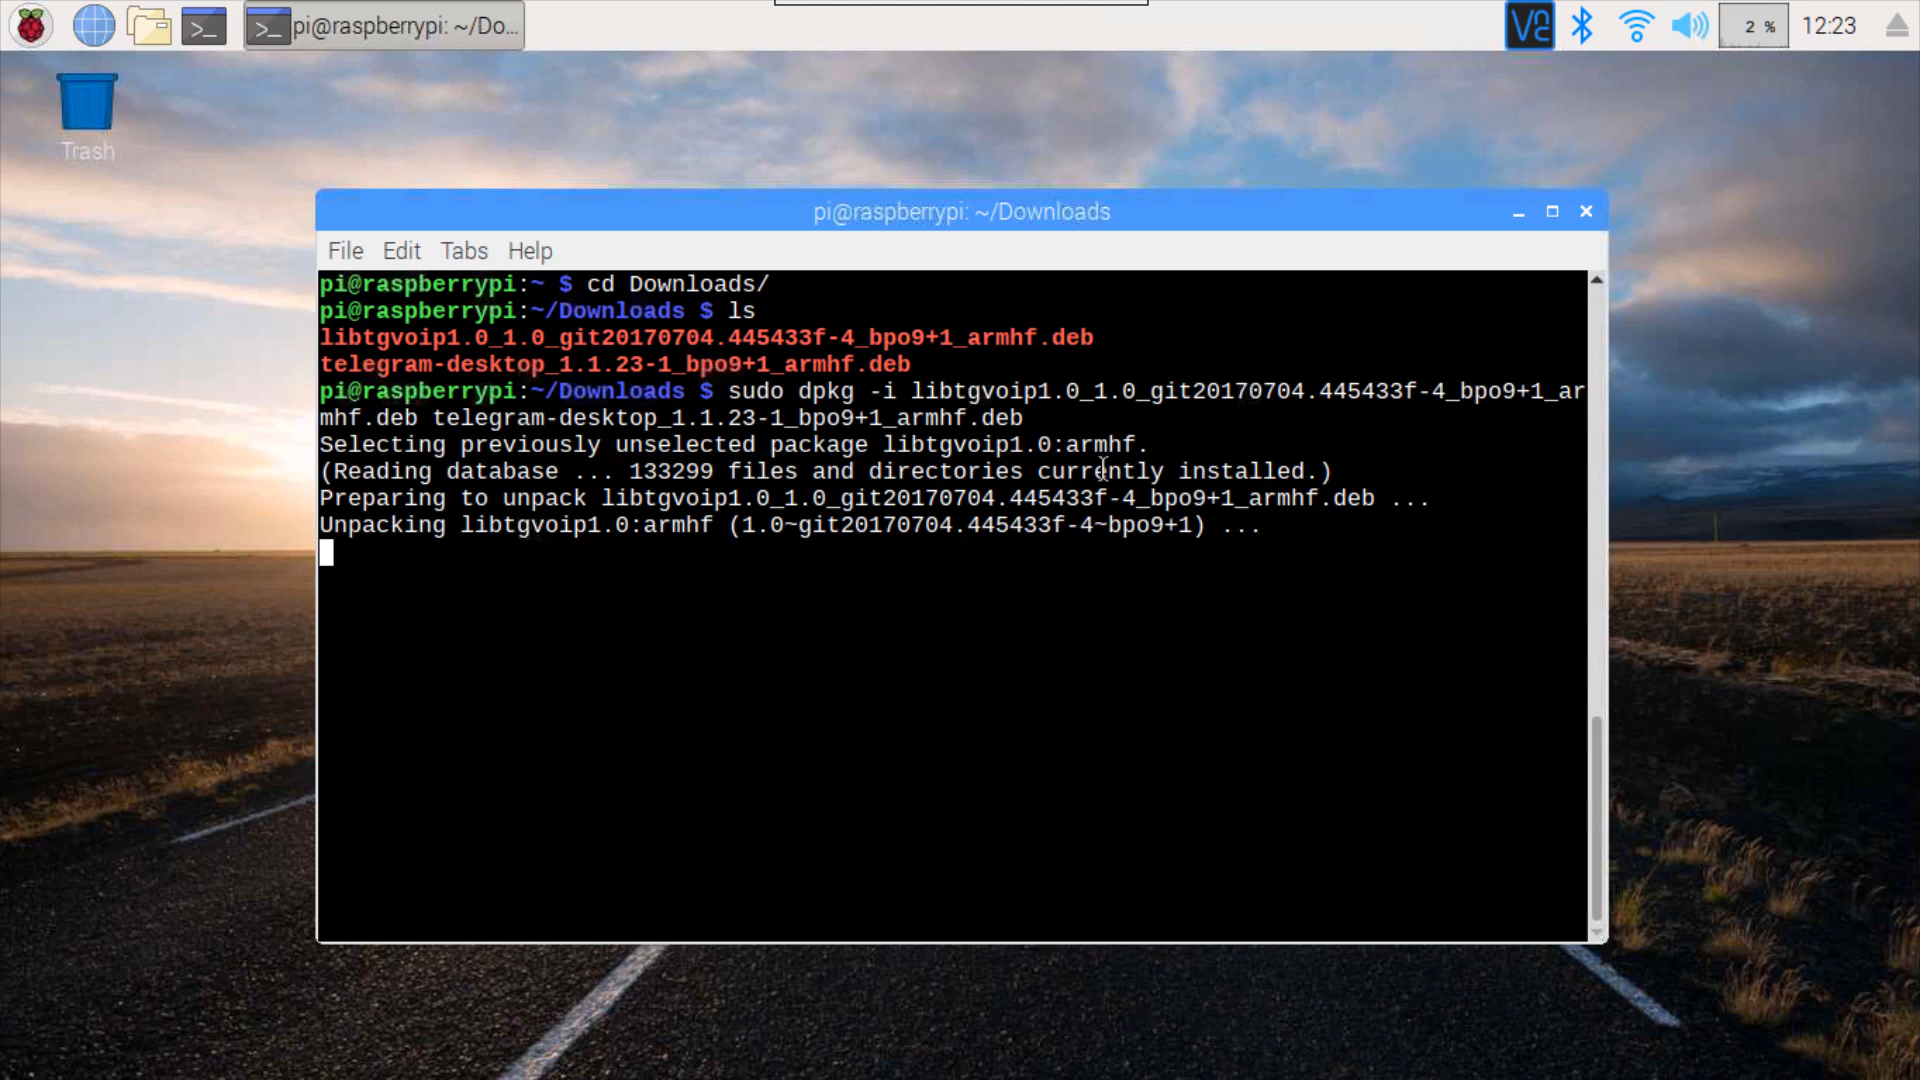 pi@raspberrypi: ~/Do...
2 %
12:23
Trash
pi@raspberrypi: ~/Downloads
File Edit Tabs Help
pi@raspberrypi:~ $ cd Downloads/
pi@raspberrypi:~/Downloads $ ls
libtgvoip1.0_1.0_git20170704.445433f-4_bpo9+1_armhf.deb
telegram-desktop_1.1.23-1_bpo9+1_armhf.deb
pi@raspberrypi:~/Downloads $ sudo dpkg -i libtgvoip1.0_1.0_git20170704.445433f-4_bpo9+1_ar
mhf.deb telegram-desktop_1.1.23-1_bpo9+1_armhf.deb
Selecting previously unselected package libtgvoip1.0:armhf.
(Reading database ... 133299 files and directories currently installed.)
Preparing to unpack libtgvoip1.0_1.0_git20170704.445433f-4_bpo9+1_armhf.deb ...
Unpacking libtgvoip1.0:armhf (1.0~git20170704.445433f-4~bpo9+1) ...